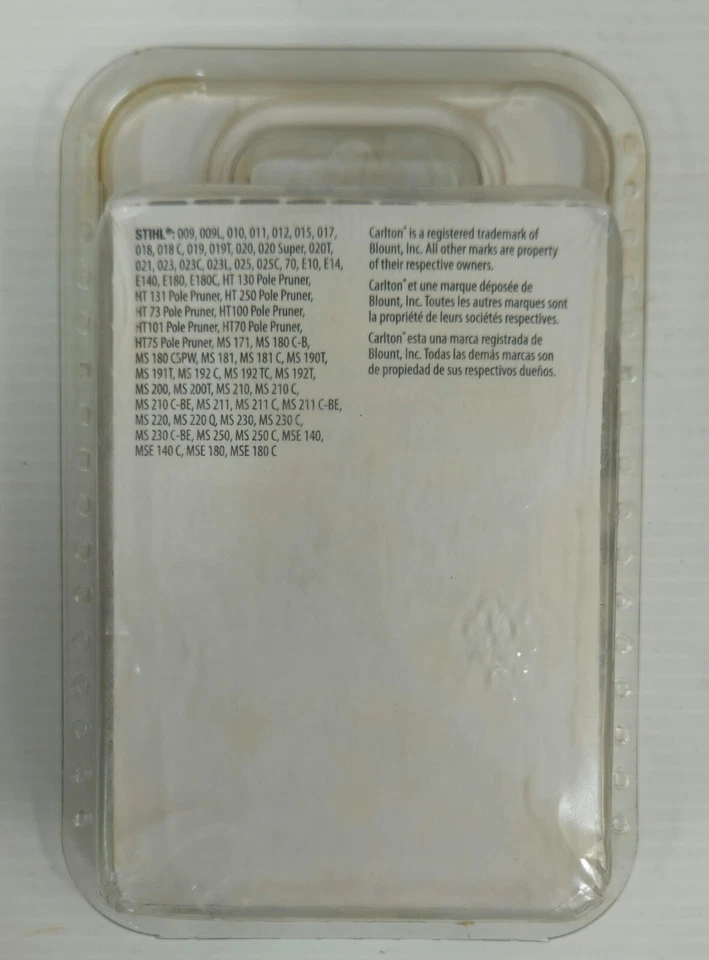 STIHL®: 009, 009L, 010, 011, 012, 015, 017,
018, 018 C, 019, 019T, 020, 020 Super, 020T,
021, 023, 023C, 023L, 025, 025C, 70, E10, E14,
E140, E180, E180C, HT 130 Pole Pruner,
HT 131 Pole Pruner, HT 250 Pole Pruner,
HT 73 Pole Pruner, HT100 Pole Pruner,
HT101 Pole Pruner, HT70 Pole Pruner,
HT75 Pole Pruner, MS 171, MS 180 C-B,
MS 180 CSPW, MS 181, MS 181 C, MS 190T,
MS 191T, MS 192 C, MS 192 TC, MS 192T,
MS 200, MS 200T, MS 210, MS 210 C,
MS 210 C-BE, MS 211, MS 211 C, MS 211 C-BE,
MS 220, MS 220 Q, MS 230, MS 230 C,
MS 230 C-BE, MS 250, MS 250 C, MSE 140,
MSE 140 C, MSE 180, MSE 180 C
Carlton® is a registered trademark of
Blount, Inc. All other marks are property
of their respective owners.
Carlton® et une marque déposée de
Blount, Inc. Toutes les autres marques sont
la propriété de leurs sociétés respectives.
Carlton® esta una marca registrada de
Blount, Inc. Todas las demás marcas son
de propiedad de sus respectivos dueños.